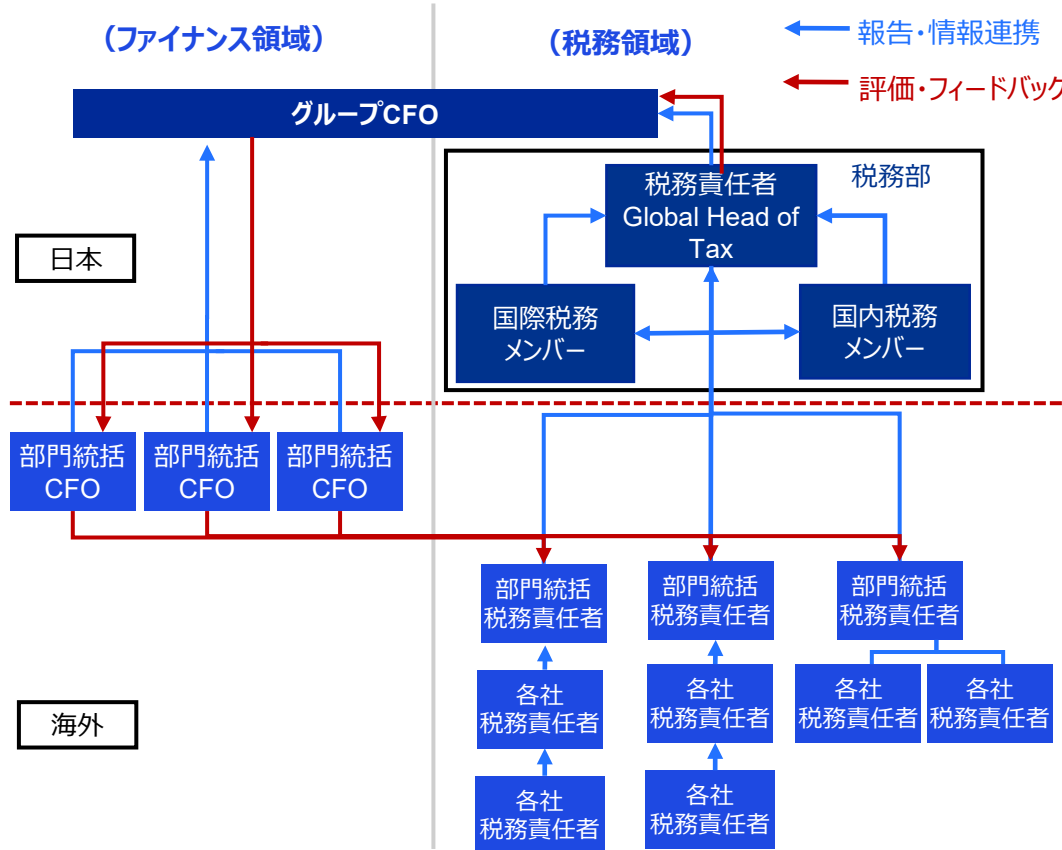 (ファイナンス領域)
(税務領域)
報告・情報連携
評価・フィードバック
グループCFO
税務部
税務責任者
Global Head of
Tax
日本
国際税務
メンバー
国内税務
メンバー
部門統括
CFO
部門統括
CFO
部門統括
CFO
部門統括
税務責任者
部門統括
税務責任者
部門統括
税務責任者
各社
税務責任者
各社
税務責任者
各社
税務責任者
各社
税務責任者
海外
各社
税務責任者
各社
税務責任者